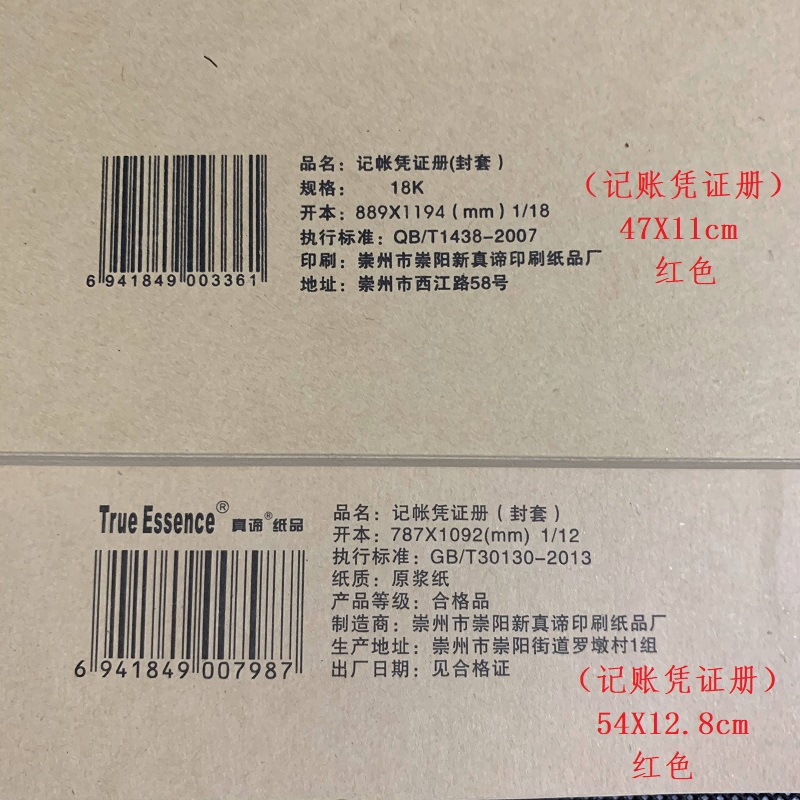 品名：记帐凭证册(封套）
规格： 18K
开本：889X1194（mm）1/18
执行标准：QB/T1438-2007
印刷：崇州市崇阳新真谛印刷纸品厂
地址：崇州市西江路58号
6 941849 003361
（记账凭证册）
47X11cm
红色
True Essence® 真谛®纸品
6 941849 007987
品名：记帐凭证册（封套）
开本：787X1092(mm) 1/12
执行标准：GB/T30130-2013
纸质：原浆纸
产品等级：合格品
制造商：崇州市崇阳新真谛印刷纸品厂
生产地址：崇州市崇阳街道罗墩村1组
出厂日期：见合格证
（记账凭证册）
54X12.8cm
红色